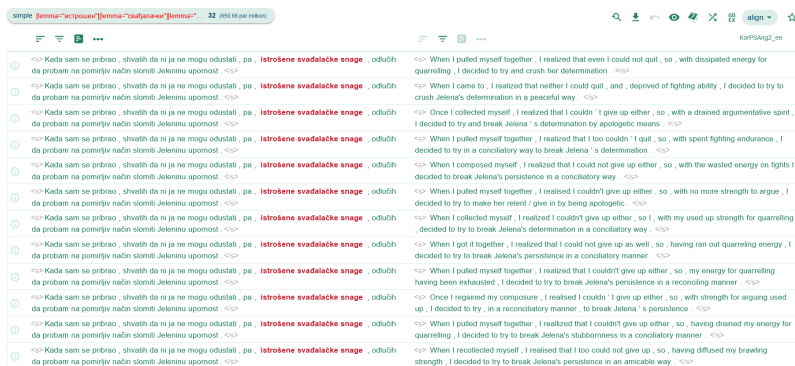 simple [lemma="истрошен"][lemma="свађалачки"][lemma="... 32 (659.66 per million)
GD EX align
KorPSAng2_en
<s> Kada sam se pribrao , shvatih da ni ja ne mogu odustati , pa , istrošene svađalačke snage , odlučih
da probam na pomirljiv način slomiti Jeleninu upornost . </s>
<s> When I pulled myself together , I realized that even I could not quit , so , with dissipated energy for
quarrelling , I decided to try and crush her determination . </s>
<s> Kada sam se pribrao , shvatih da ni ja ne mogu odustati , pa , istrošene svađalačke snage , odlučih
da probam na pomirljiv način slomiti Jeleninu upornost . </s>
<s> When I came to , I realized that neither I could quit , and , deprived of fighting ability , I decided to try to
crush Jelena's determination in a peaceful way . </s>
<s> Kada sam se pribrao , shvatih da ni ja ne mogu odustati , pa , istrošene svađalačke snage , odlučih
da probam na pomirljiv način slomiti Jeleninu upornost . </s>
<s> Once I collected myself , I realized that I couldn ' t give up either , so , with a drained argumentative spirit ,
I decided to try and break Jelena ' s determination by apologetic means . </s>
<s> Kada sam se pribrao , shvatih da ni ja ne mogu odustati , pa , istrošene svađalačke snage , odlučih
da probam na pomirljiv način slomiti Jeleninu upornost . </s>
<s> When I pulled myself together , I realized that I too couldn ' t quit , so , with spent fighting endurance , I
decided to try in a conciliatory way to break Jelena ' s determination . </s>
<s> Kada sam se pribrao , shvatih da ni ja ne mogu odustati , pa , istrošene svađalačke snage , odlučih
da probam na pomirljiv način slomiti Jeleninu upornost . </s>
<s> When I composed myself , I realized that I could not give up either , so , with the wasted energy on fights I
decided to break Jelena's persistence in a conciliatory way . </s>
<s> Kada sam se pribrao , shvatih da ni ja ne mogu odustati , pa , istrošene svađalačke snage , odlučih
da probam na pomirljiv način slomiti Jeleninu upornost . </s>
<s> When I pulled myself together , I realised I couldn't give up either , so , with no more strength to argue , I
decided to try to make her relent / give in by being apologetic . </s>
<s> Kada sam se pribrao , shvatih da ni ja ne mogu odustati , pa , istrošene svađalačke snage , odlučih
da probam na pomirljiv način slomiti Jeleninu upornost . </s>
<s> When I collected myself , I realized I couldn't give up either , so I , with my used up strength for quarrelling
, decided to try to break Jelena's determination in a conciliatory way . </s>
<s> Kada sam se pribrao , shvatih da ni ja ne mogu odustati , pa , istrošene svađalačke snage , odlučih
da probam na pomirljiv način slomiti Jeleninu upornost . </s>
<s> When I got it together , I realized that I could not give up as well , so , having ran out quarreling energy , I
decided to try to break Jelena's persistence in a conciliatory manner . </s>
<s> Kada sam se pribrao , shvatih da ni ja ne mogu odustati , pa , istrošene svađalačke snage , odlučih
da probam na pomirljiv način slomiti Jeleninu upornost . </s>
<s> When I pulled myself together , I realized that I couldn't give up either , so , my energy for quarrelling
having been exhausted , I decided to try to break Jelena's persistence in a reconciling manner . </s>
<s> Kada sam se pribrao , shvatih da ni ja ne mogu odustati , pa , istrošene svađalačke snage , odlučih
da probam na pomirljiv način slomiti Jeleninu upornost . </s>
<s> Once I regained my composure , I realised I couldn ' t give up either , so , with strength for arguing used
up , I decided to try , in a reconciliatory manner , to break Jelena ' s persistence . </s>
<s> Kada sam se pribrao , shvatih da ni ja ne mogu odustati , pa , istrošene svađalačke snage , odlučih
da probam na pomirljiv način slomiti Jeleninu upornost . </s>
<s> When I pulled myself together , I realized that I couldn't give up either , so , having drained my energy for
quarrelling , I decided to try to break Jelena's stubbornness in a conciliatory manner . </s>
<s> Kada sam se pribrao , shvatih da ni ja ne mogu odustati , pa , istrošene svađalačke snage , odlučih
da probam na pomirljiv način slomiti Jeleninu upornost . </s>
<s> When I recollected myself , I realised that I too could not give up , so , having diffused my brawling
strength , I decided to try to break Jelena's persistence in an amicable way . </s>